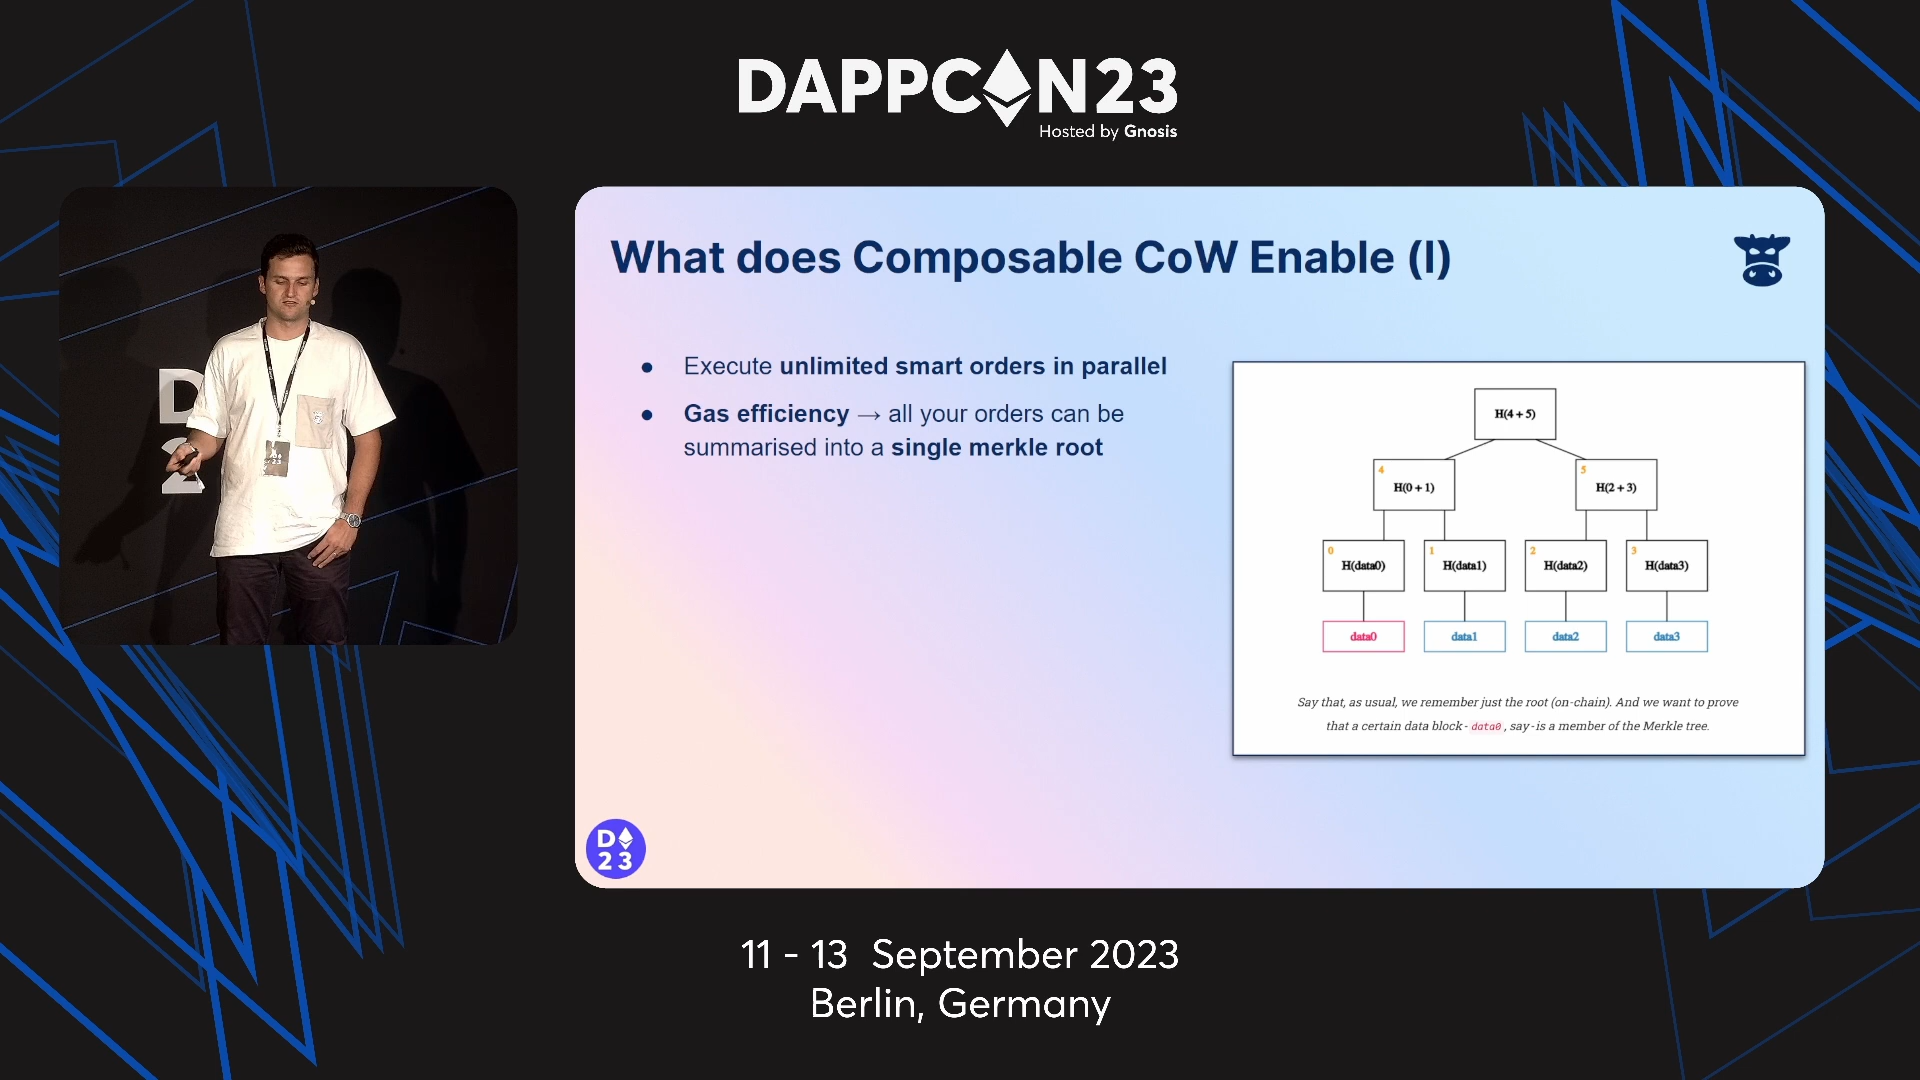 DAPPCON23
Hosted by Gnosis
D
2
What does Composable CoW Enable (I)
● Execute unlimited smart orders in parallel
● Gas efficiency → all your orders can be
summarised into a single merkle root
H(4 + 5)
4
H(0 + 1)
5
H(2 + 3)
0
H(data0)
1
H(data1)
2
H(data2)
3
H(data3)
data0
data1
data2
data3
Say that, as usual, we remember just the root (on-chain). And we want to prove
that a certain data block - data0, say - is a member of the Merkle tree.
D
23
11 - 13 September 2023
Berlin, Germany